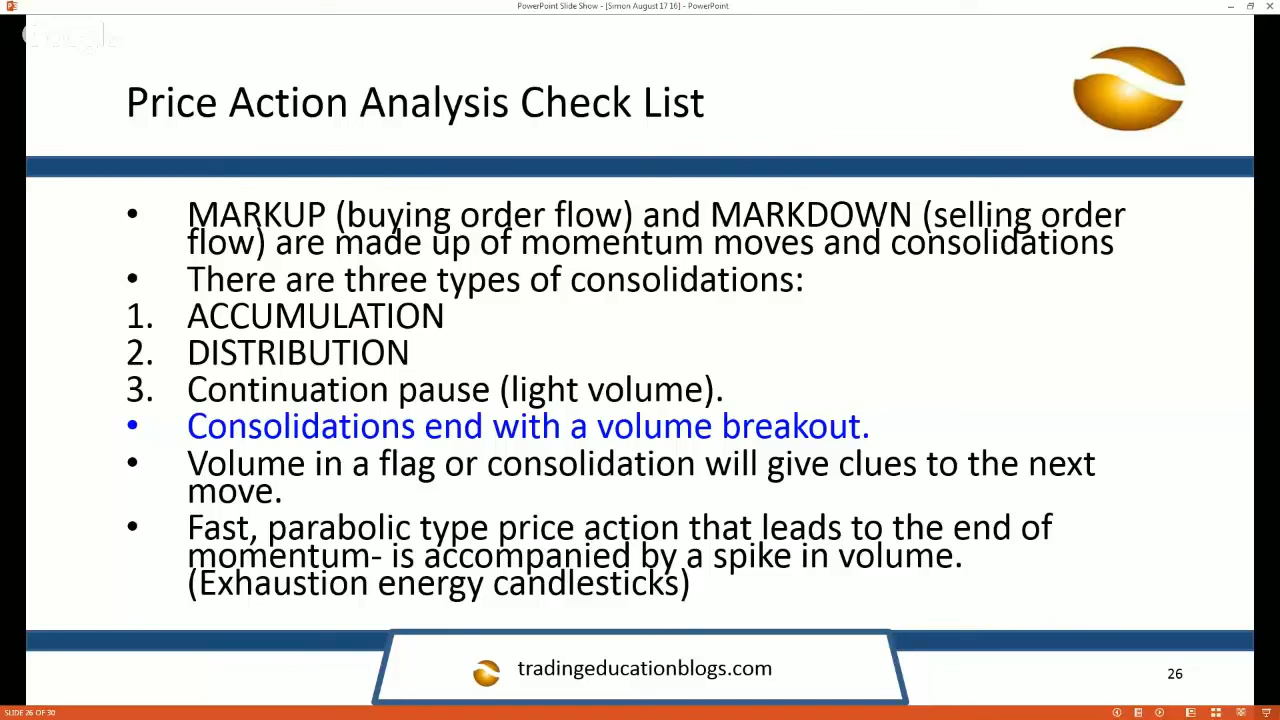 PowerPoint Slide Show - [Simon August 17 16] - PowerPoint
Google
Price Action Analysis Check List
• MARKUP (buying order flow) and MARKDOWN (selling order
flow) are made up of momentum moves and consolidations
• There are three types of consolidations:
1. ACCUMULATION
2. DISTRIBUTION
3. Continuation pause (light volume).
• Consolidations end with a volume breakout.
• Volume in a flag or consolidation will give clues to the next
move.
• Fast, parabolic type price action that leads to the end of
momentum- is accompanied by a spike in volume.
(Exhaustion energy candlesticks)
tradingeducationblogs.com
26
SLIDE 26 OF 30